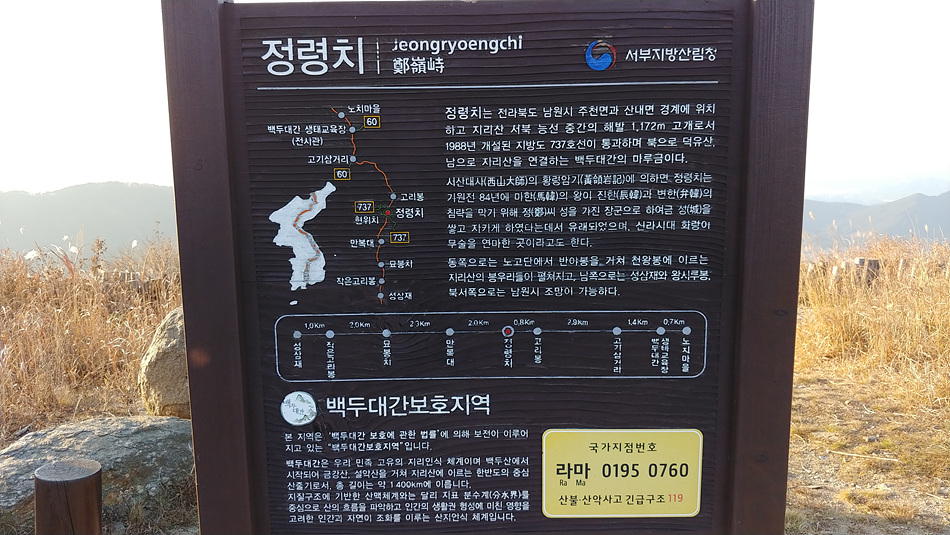 정령치
Jeongryoengchi
鄭嶺峙
서부지방산림청
노치마을
60
백두대간 생태교육장
(전시관)
고기삼거리
60
고리봉
737
정령치
현위치
만복대
737
묘봉치
작은고리봉
성삼재
정령치는 전라북도 남원시 주천면과 산내면 경계에 위치
하고 지리산 서북 능선 중간의 해발 1,172m 고개로서
1988년 개설된 지방도 737호선이 통과하며 북으로 덕유산,
남으로 지리산을 연결하는 백두대간의 마루금이다.
서산대사(西山大師)의 황령암기(黃嶺岩記)에 의하면 정령치는
기원전 84년에 마한(馬韓)의 왕이 진한(辰韓)과 변한(弁韓)의
침략을 막기 위해 정(鄭)씨 성을 가진 장군으로 하여금 성(城)을
쌓고 지키게 하였다는데서 유래되었으며, 신라시대 화랑이
무술을 연마한 곳이라고도 한다.
동쪽으로는 노고단에서 반야봉을 거쳐 천왕봉에 이르는
지리산의 봉우리들이 펼쳐지고, 남쪽으로는 성삼재와 왕시루봉,
북서쪽으로는 남원시 조망이 가능하다.
1.0Km 2.0Km 2.3Km 2.0Km 0.8Km 2.9Km 1.4Km 0.7Km
성삼재 작은고리봉 묘봉치 만복대 정령치 고리봉 고기삼거리 백두대간 생태교육장 노치마을
백두대간보호지역
본 지역은 '백두대간 보호에 관한 법률'에 의해 보전이 이루어
지고 있는 "백두대간보호지역"입니다.
백두대간은 우리 민족 고유의 지리인식 체계이며 백두산에서
시작되어 금강산, 설악산을 거쳐 지리산에 이르는 한반도의 중심
산줄기로서, 총 길이는 약 1400km에 이릅니다.
지질구조에 기반한 산맥체계와는 달리 지표 분수계(分水界)를
중심으로 산의 흐름을 파악하고 인간의 생활권 형성에 미친 영향을
고려한 인간과 자연이 조화를 이루는 산지인식 체계입니다.
국가지점번호
라마 0195 0760
Ra Ma
산불·산악사고 긴급구조 119